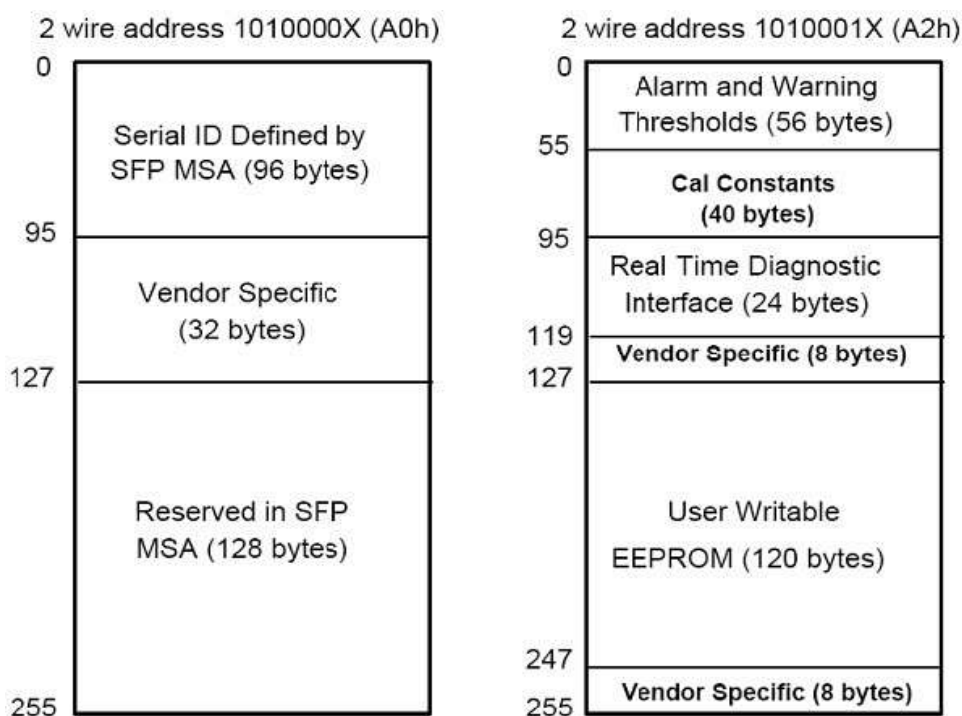 2 wire address 1010000X (A0h)
0
Serial ID Defined by
SFP MSA (96 bytes)
95
Vendor Specific
(32 bytes)
127
Reserved in SFP
MSA (128 bytes)
255
2 wire address 1010001X (A2h)
0
Alarm and Warning
Thresholds (56 bytes)
55
Cal Constants
(40 bytes)
95
Real Time Diagnostic
Interface (24 bytes)
119
Vendor Specific (8 bytes)
127
User Writable
EEPROM (120 bytes)
247
Vendor Specific (8 bytes)
255